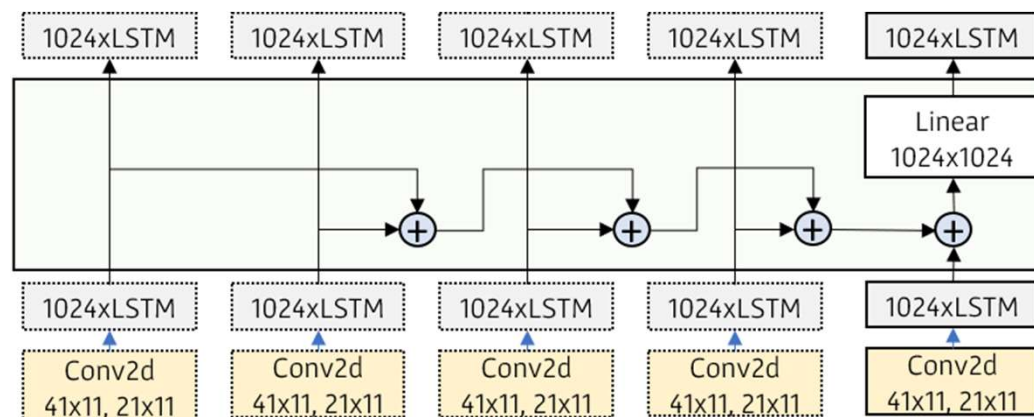 1024xLSTM 1024xLSTM 1024xLSTM 1024xLSTM 1024xLSTM
Linear
1024x1024
+ + + +
1024xLSTM 1024xLSTM 1024xLSTM 1024xLSTM 1024xLSTM
Conv2d Conv2d Conv2d Conv2d Conv2d
41x11, 21x11 41x11, 21x11 41x11, 21x11 41x11, 21x11 41x11, 21x11